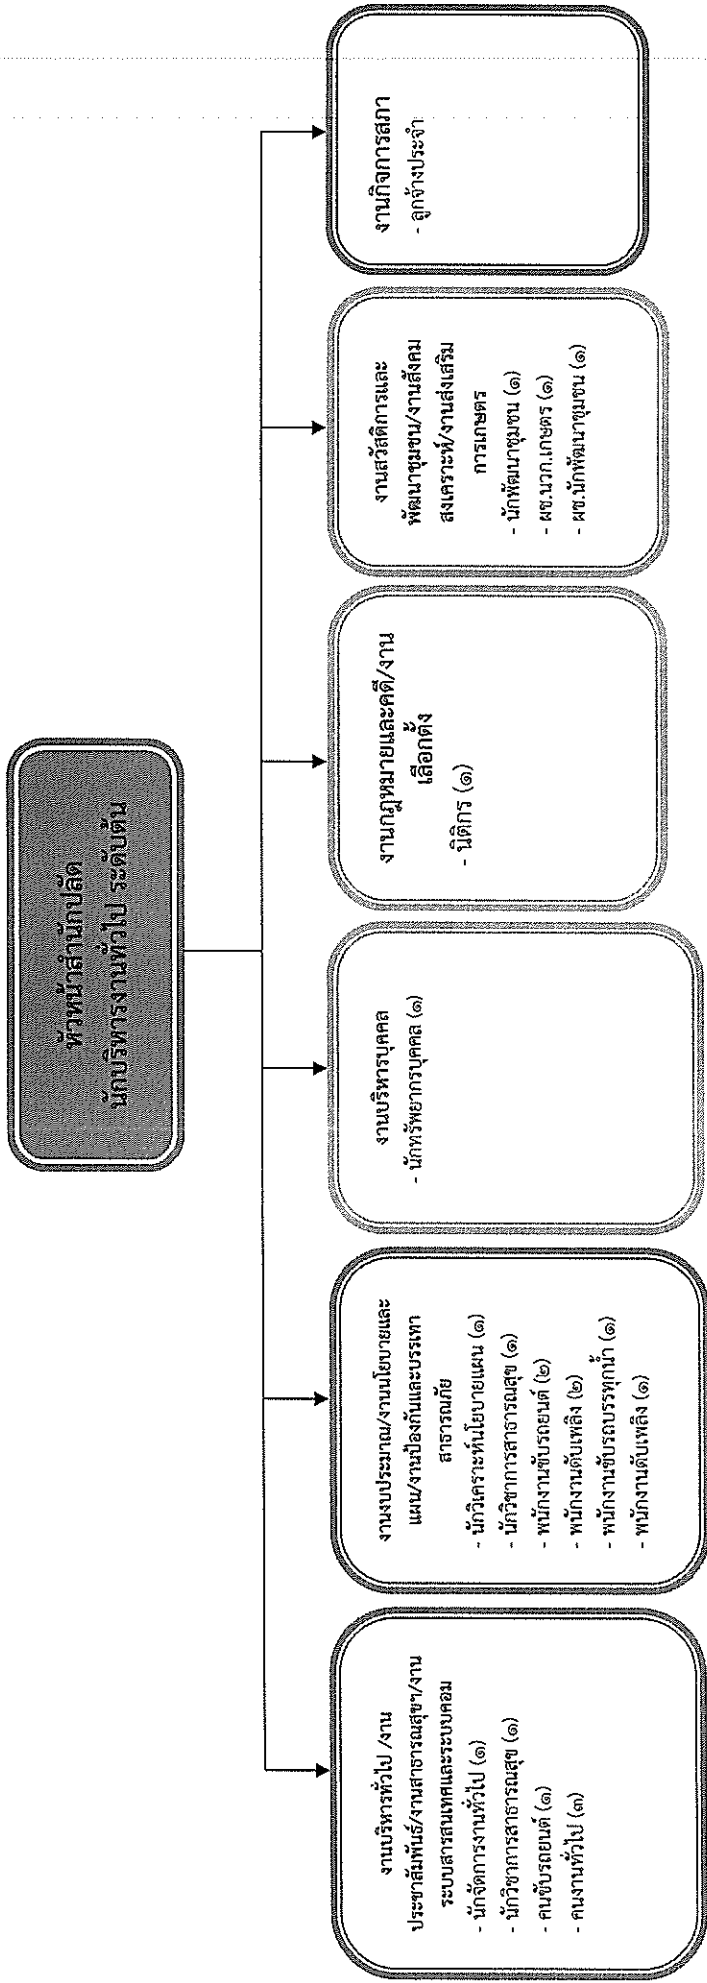 หัวหน้าสำนักปลัด
นักบริหารงานทั่วไป ระดับต้น
งานบริหารทั่วไป /งาน
ประชาสัมพันธ์/งานสาธารณสุขฯ/งาน
ระบบสารสนเทศและระบบคอม
- นักจัดการงานทั่วไป (๑)
- นักวิชาการสาธารณสุข (๑)
- คนขับรถยนต์ (๑)
- คนงานทั่วไป (๓)
งานงบประมาณ/งานนโยบายและ
แผน/งานป้องกันและบรรเทา
สาธารณภัย
- นักวิเคราะห์นโยบายแผน (๑)
- นักวิชาการสาธารณสุข (๑)
- พนักงานขับรถยนต์ (๒)
- พนักงานดับเพลิง (๒)
- พนักงานขับรถบรรทุกน้ำ (๑)
- พนักงานดับเพลิง (๑)
งานบริหารบุคคล
- นักทรัพยากรบุคคล (๑)
งานกฎหมายและคดี/งาน
เลือกตั้ง
- นิติกร (๑)
งานสวัสดิการและ
พัฒนาชุมชน/งานสังคม
สงเคราะห์/งานส่งเสริม
การเกษตร
- นักพัฒนาชุมชน (๑)
- ผช.นวก.เกษตร (๑)
- ผช.นักพัฒนาชุมชน (๑)
งานกิจการสภา
- ลูกจ้างประจำ